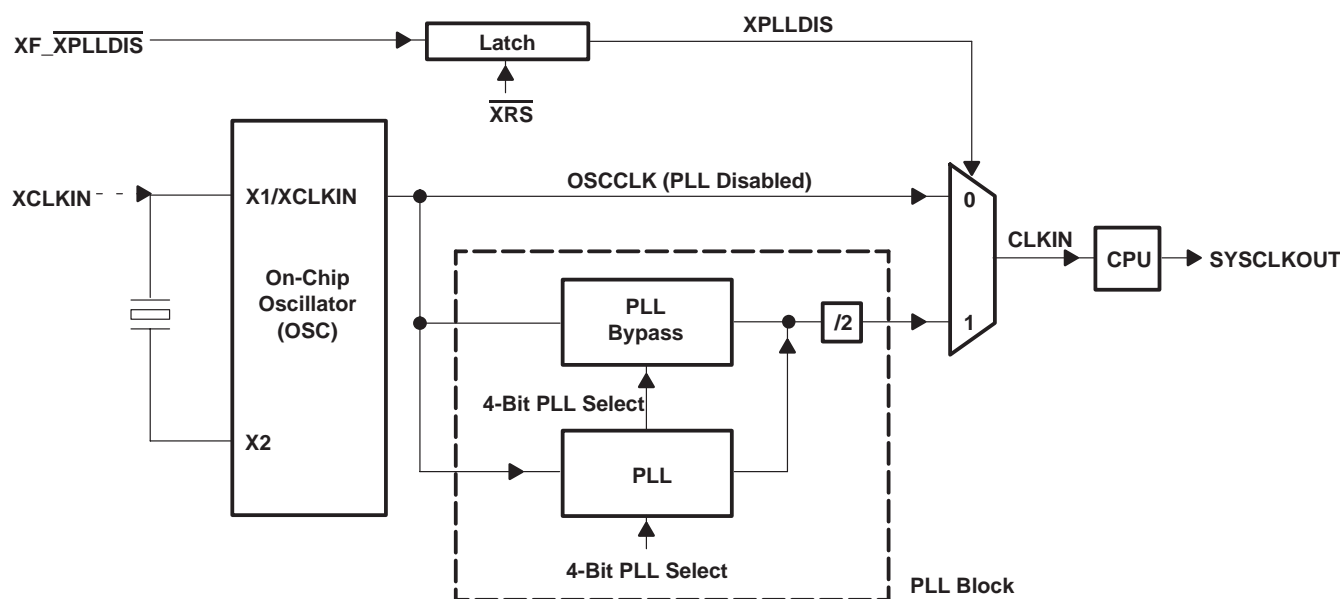 XF_XPLLDIS
Latch
XPLLDIS
XRS
XCLKIN
X1/XCLKIN
On-Chip
Oscillator
(OSC)
X2
OSCCLK (PLL Disabled)
0
1
CLKIN
CPU
SYSCLKOUT
PLL
Bypass
/2
4-Bit PLL Select
PLL
4-Bit PLL Select
PLL Block